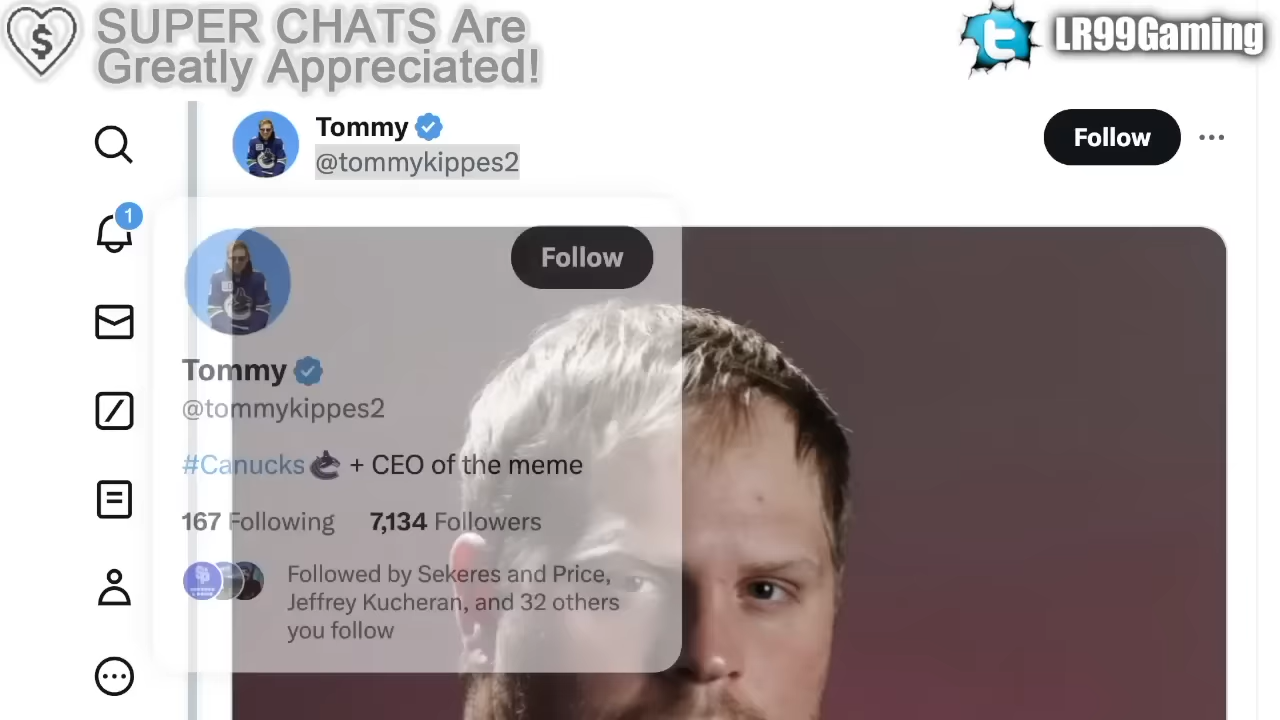 SUPER CHATS Are
Greatly Appreciated!
LR99Gaming
Tommy
@tommykippes2
Follow
1
Follow
Tommy
@tommykippes2
#Canucks + CEO of the meme
167 Following 7,134 Followers
Followed by Sekeres and Price,
Jeffrey Kucheran, and 32 others
you follow